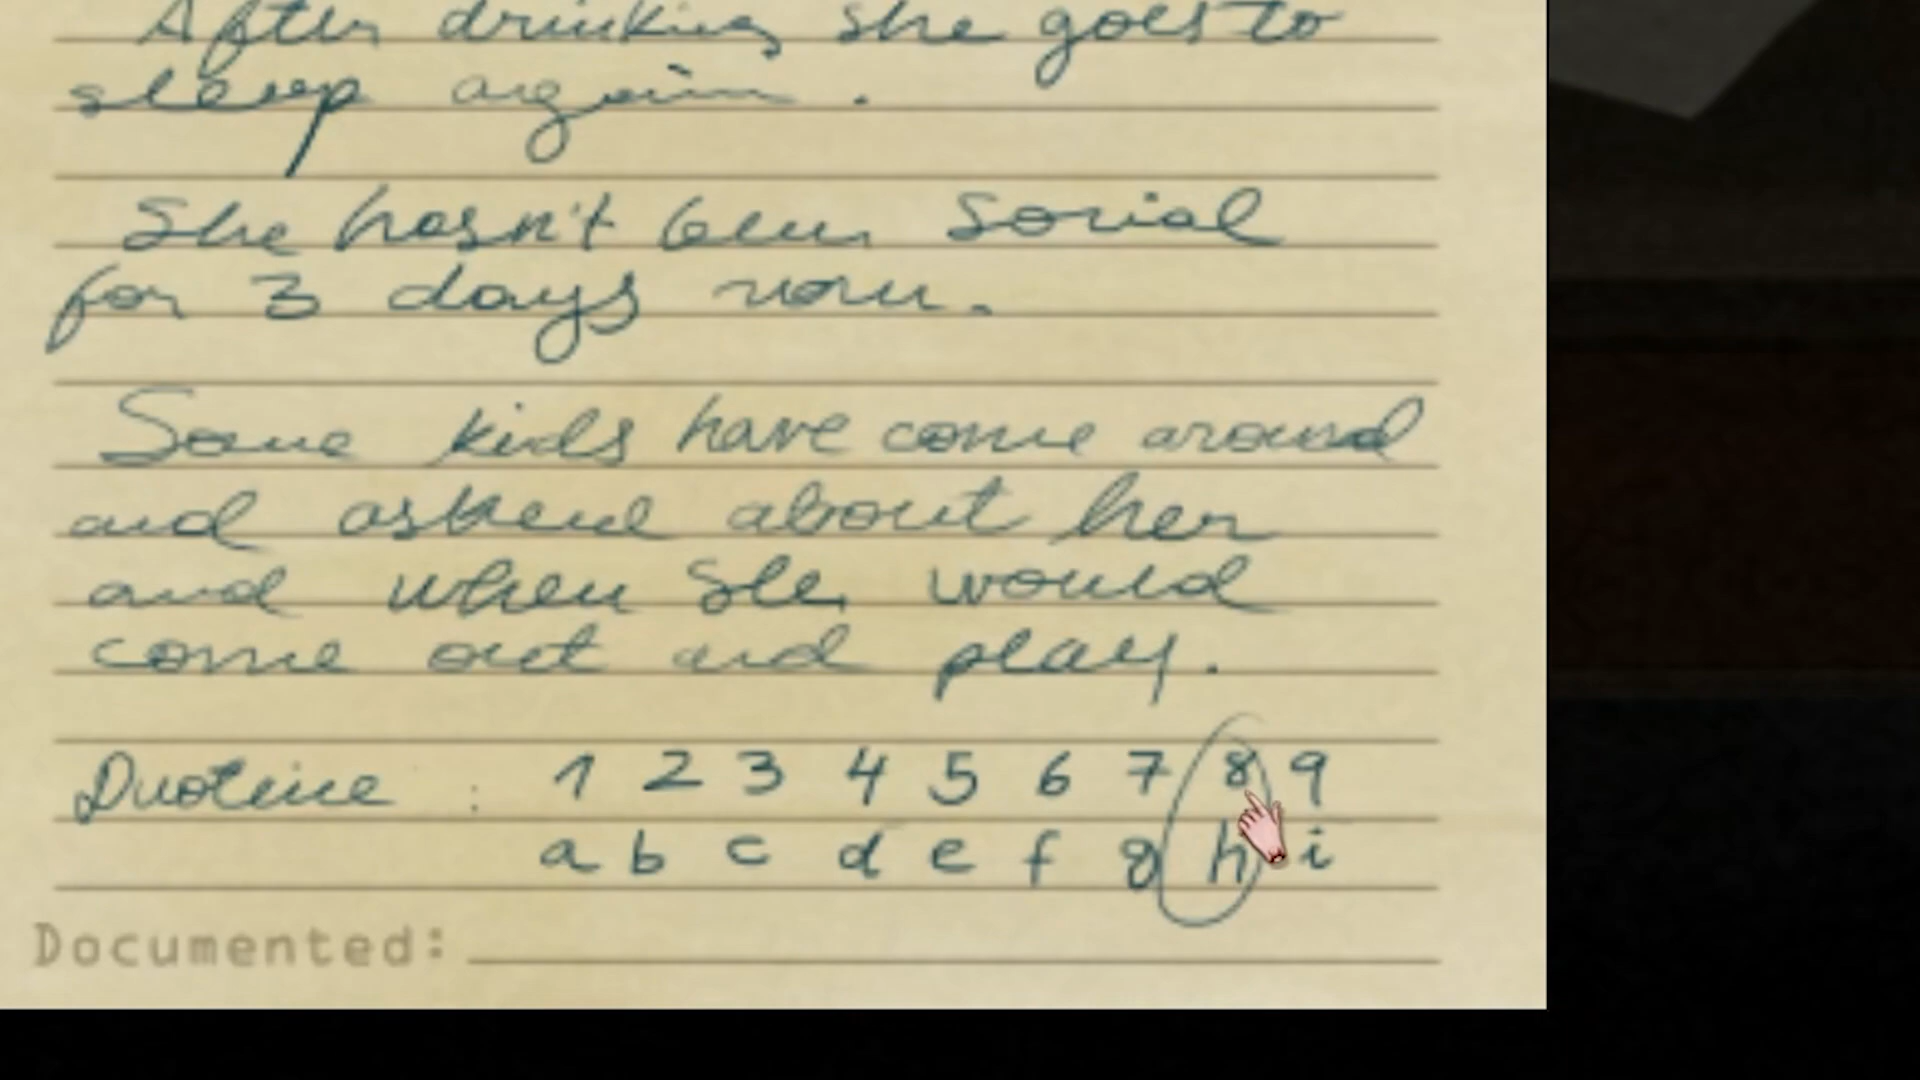 After drinking she goes to
sleep again.
She hasn't been social
for 3 days now.
Some kids have come around
and asked about her
and when she would
come out and play.
Duoteine : 1 2 3 4 5 6 7 8 9
a b c d e f g h i
Documented: